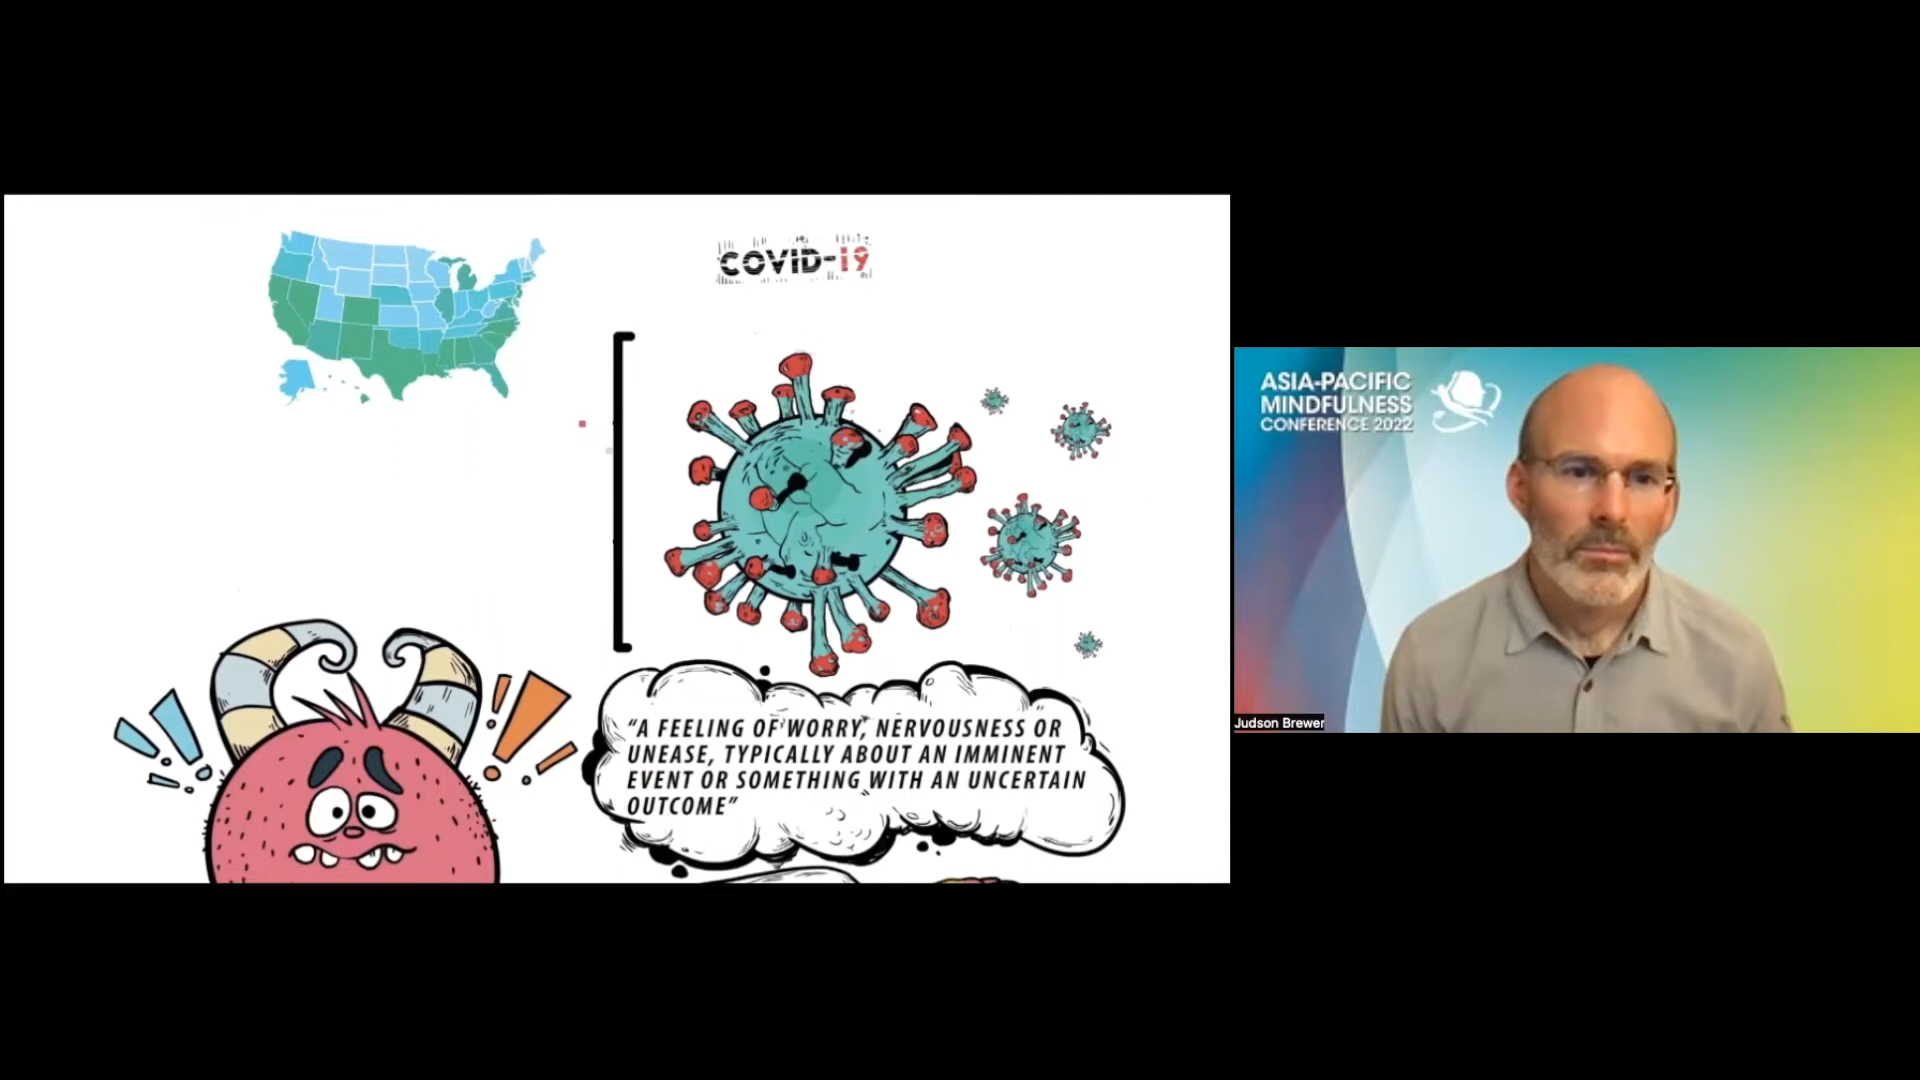 COVID-19
"A FEELING OF WORRY, NERVOUSNESS OR
UNEASE, TYPICALLY ABOUT AN IMMINENT
EVENT OR SOMETHING WITH AN UNCERTAIN
OUTCOME"
ASIA-PACIFIC
MINDFULNESS
CONFERENCE 2022
Judson Brewer